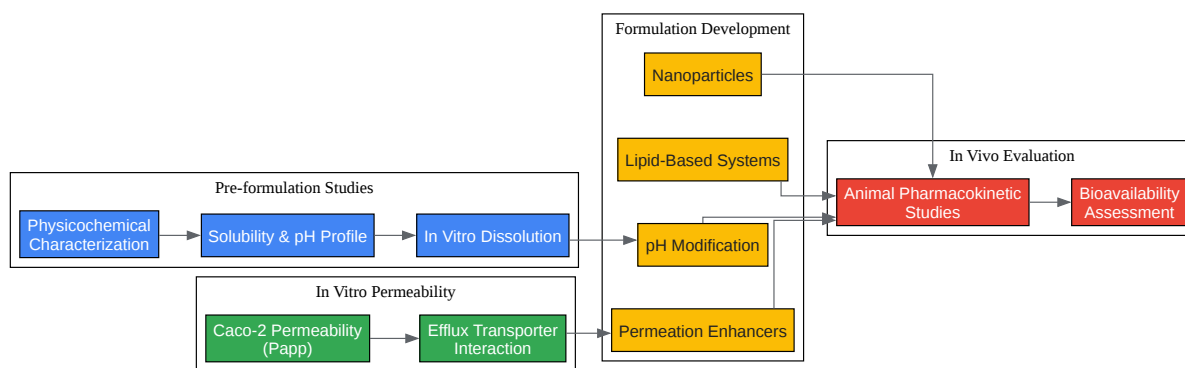 Formulation Development
Nanoparticles
Lipid-Based Systems
pH Modification
Permeation Enhancers
Pre-formulation Studies
Physicochemical
Characterization
Solubility & pH Profile
In Vitro Dissolution
In Vitro Permeability
Caco-2 Permeability
(Papp)
Efflux Transporter
Interaction
In Vivo Evaluation
Animal Pharmacokinetic
Studies
Bioavailability
Assessment